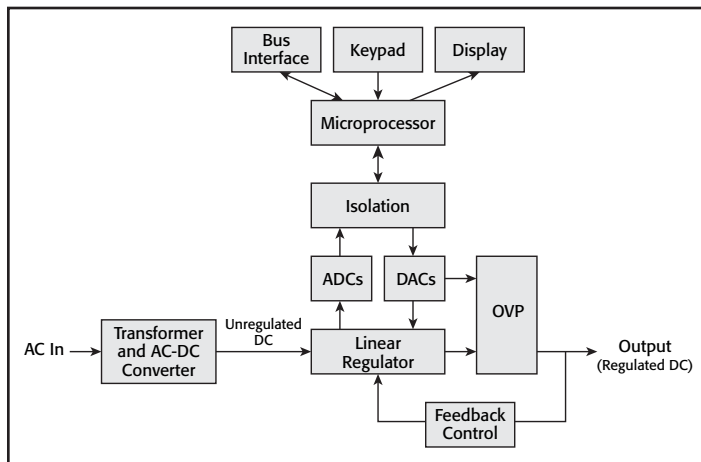 Bus
Interface
Keypad
Display
Microprocessor
Isolation
ADCs
DACs
OVP
AC In
Transformer
and AC-DC
Converter
Unregulated
DC
Linear
Regulator
Output
(Regulated DC)
Feedback
Control